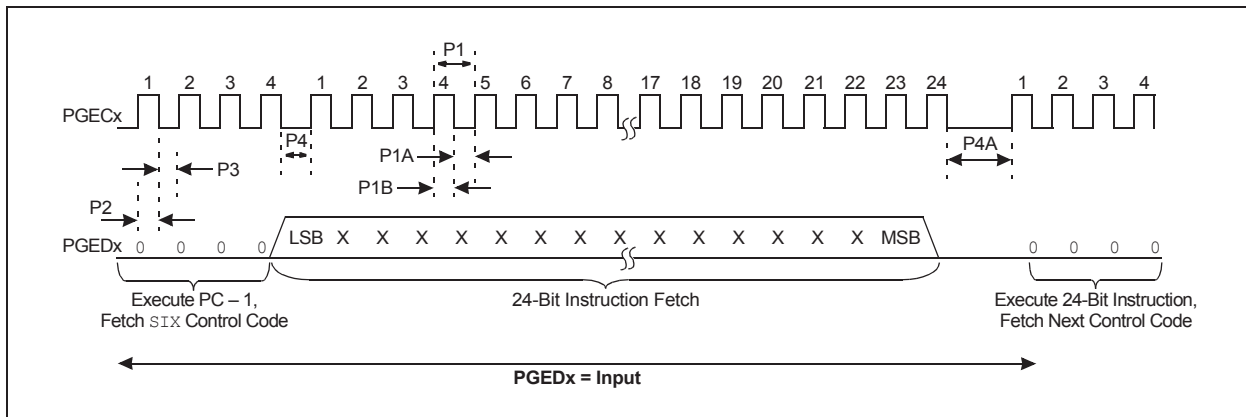 P1
1 2 3 4 1 2 3 4 5 6 7 8 17 18 19 20 21 22 23 24 1 2 3 4
PGECx
P4
P4A
P1A
P3
P1B
P2
PGEDx
0 0 0 0 LSB X X X X X X X X X X X X X X MSB 0 0 0 0
Execute PC – 1,
Fetch SIX Control Code
24-Bit Instruction Fetch
Execute 24-Bit Instruction,
Fetch Next Control Code
PGEDx = Input